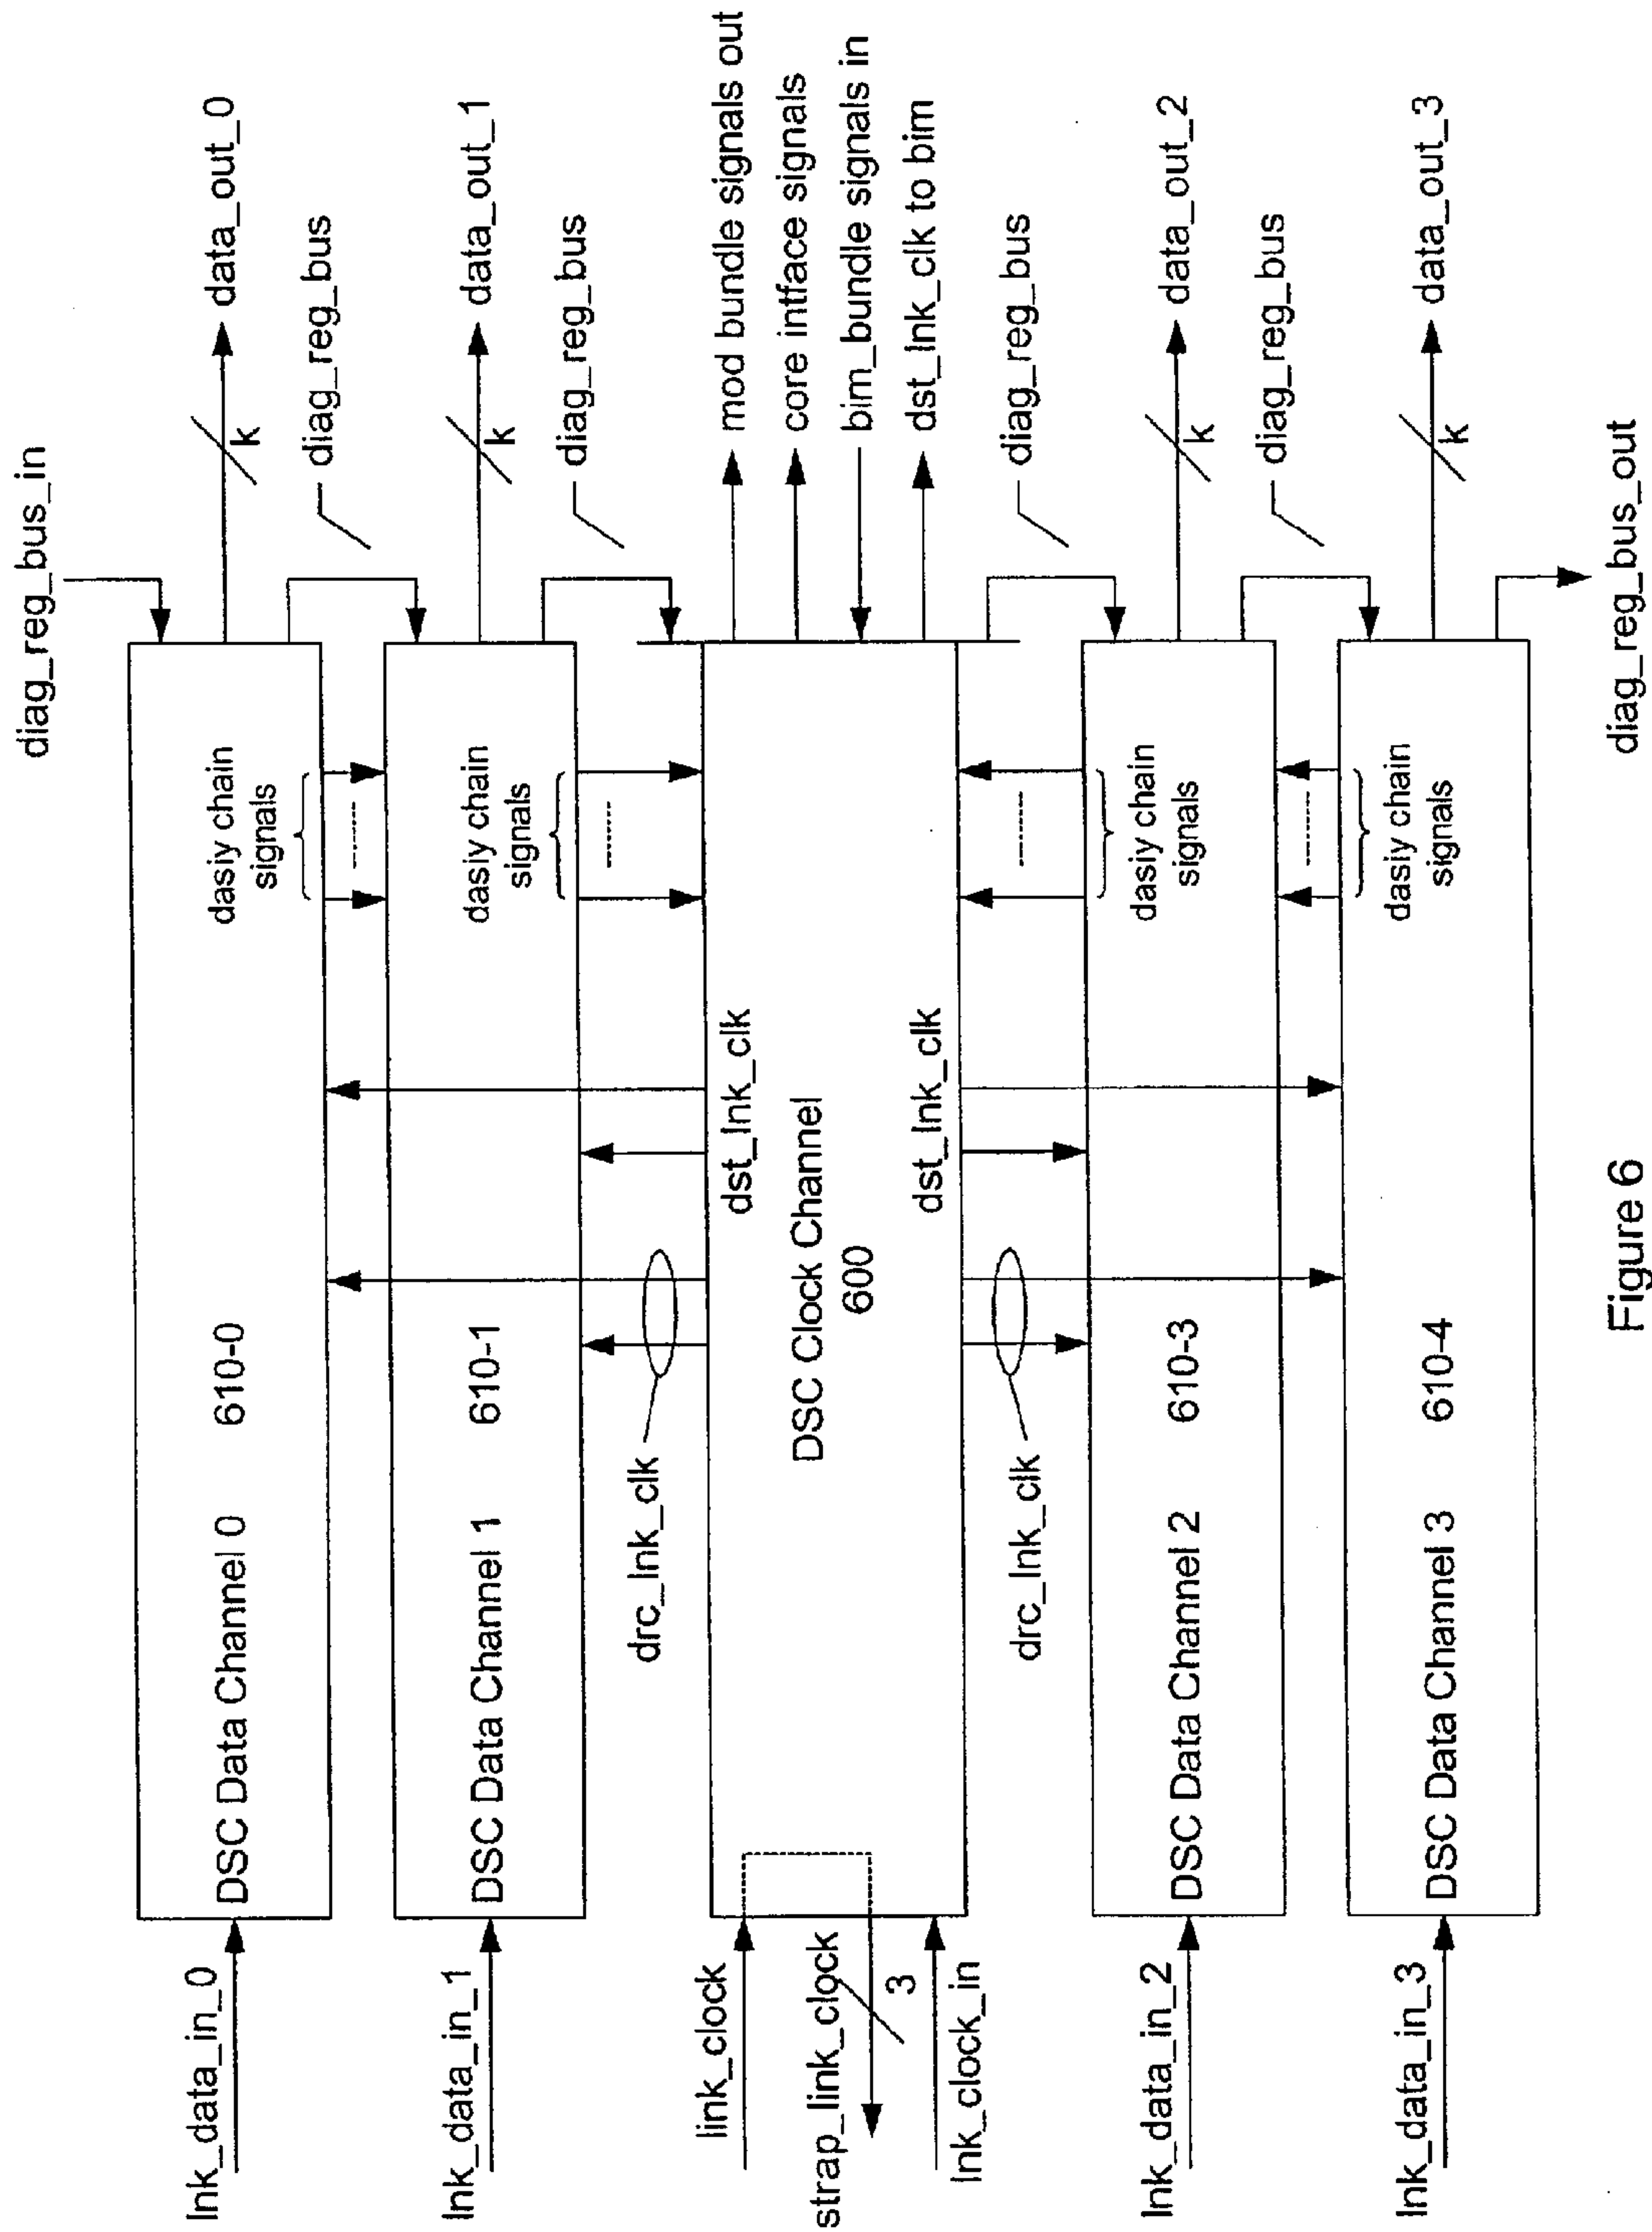 diag_reg_bus_in
lnk_data_in_0
DSC Data Channel 0
610-0
dasiy chain
signals
k
data_out_0
diag_reg_bus
lnk_data_in_1
DSC Data Channel 1
610-1
dasiy chain
signals
k
data_out_1
diag_reg_bus
drc_lnk_clk
dst_lnk_clk
link_clock
strap_link_clock
3
lnk_clock_in
DSC Clock Channel
600
mod bundle signals out
core intface signals
bim_bundle signals in
dst_lnk_clk to bim
dst_lnk_clk
drc_lnk_clk
diag_reg_bus
lnk_data_in_2
DSC Data Channel 2
610-3
dasiy chain
signals
k
data_out_2
diag_reg_bus
lnk_data_in_3
DSC Data Channel 3
610-4
dasiy chain
signals
k
data_out_3
diag_reg_bus_out
Figure 6